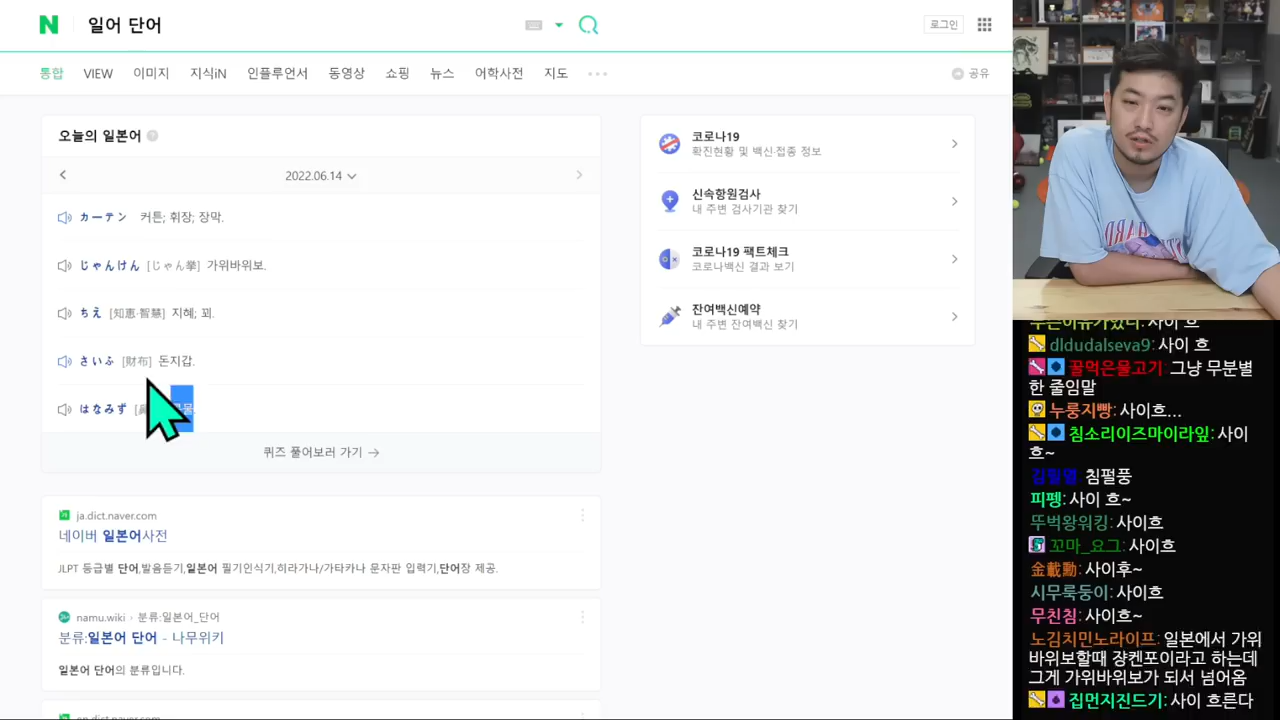 N
일어 단어
로그인
통합 VIEW 이미지 지식iN 인플루언서 동영상 쇼핑 뉴스 어학사전 지도
공유
오늘의 일본어
2022.06.14
カーテン 커튼; 휘장; 장막.
じゃんけん [じゃん拳] 가위바위보.
ちえ [知恵·智慧] 지혜; 꾀.
さいふ [財布] 돈지갑.
はなみず
퀴즈 풀어보러 가기 →
ja.dict.naver.com
네이버 일본어사전
JLPT 등급별 단어,발음듣기,일본어 필기인식기,히라가나/가타카나 문자판 입력기,단어장 제공.
namu.wiki › 분류:일본어_단어
분류:일본어 단어 - 나무위키
일본어 단어의 분류입니다.
코로나19
확진현황 및 백신·접종 정보
신속항원검사
내 주변 검사기관 찾기
코로나19 팩트체크
코로나백신 결과 보기
잔여백신예약
내 주변 잔여백신 찾기
사이 흐
dldudalseva9: 사이 흐
꿀먹은물고기: 그냥 무분별
한 줄임말
누룽지빵: 사이흐...
침소리이즈마이라잎: 사이
흐~
침펄풍
피펭: 사이 흐~
뚜벅왕워킹: 사이흐
꼬마_요그: 사이흐
金載勳: 사이후~
시무룩둥이: 사이흐
무친침: 사이흐~
노김치민노라이프: 일본에서 가위
바위보할때 쟝켄포이라고 하는데
그게 가위바위보가 되서 넘어옴
집먼지진드기: 사이 흐른다